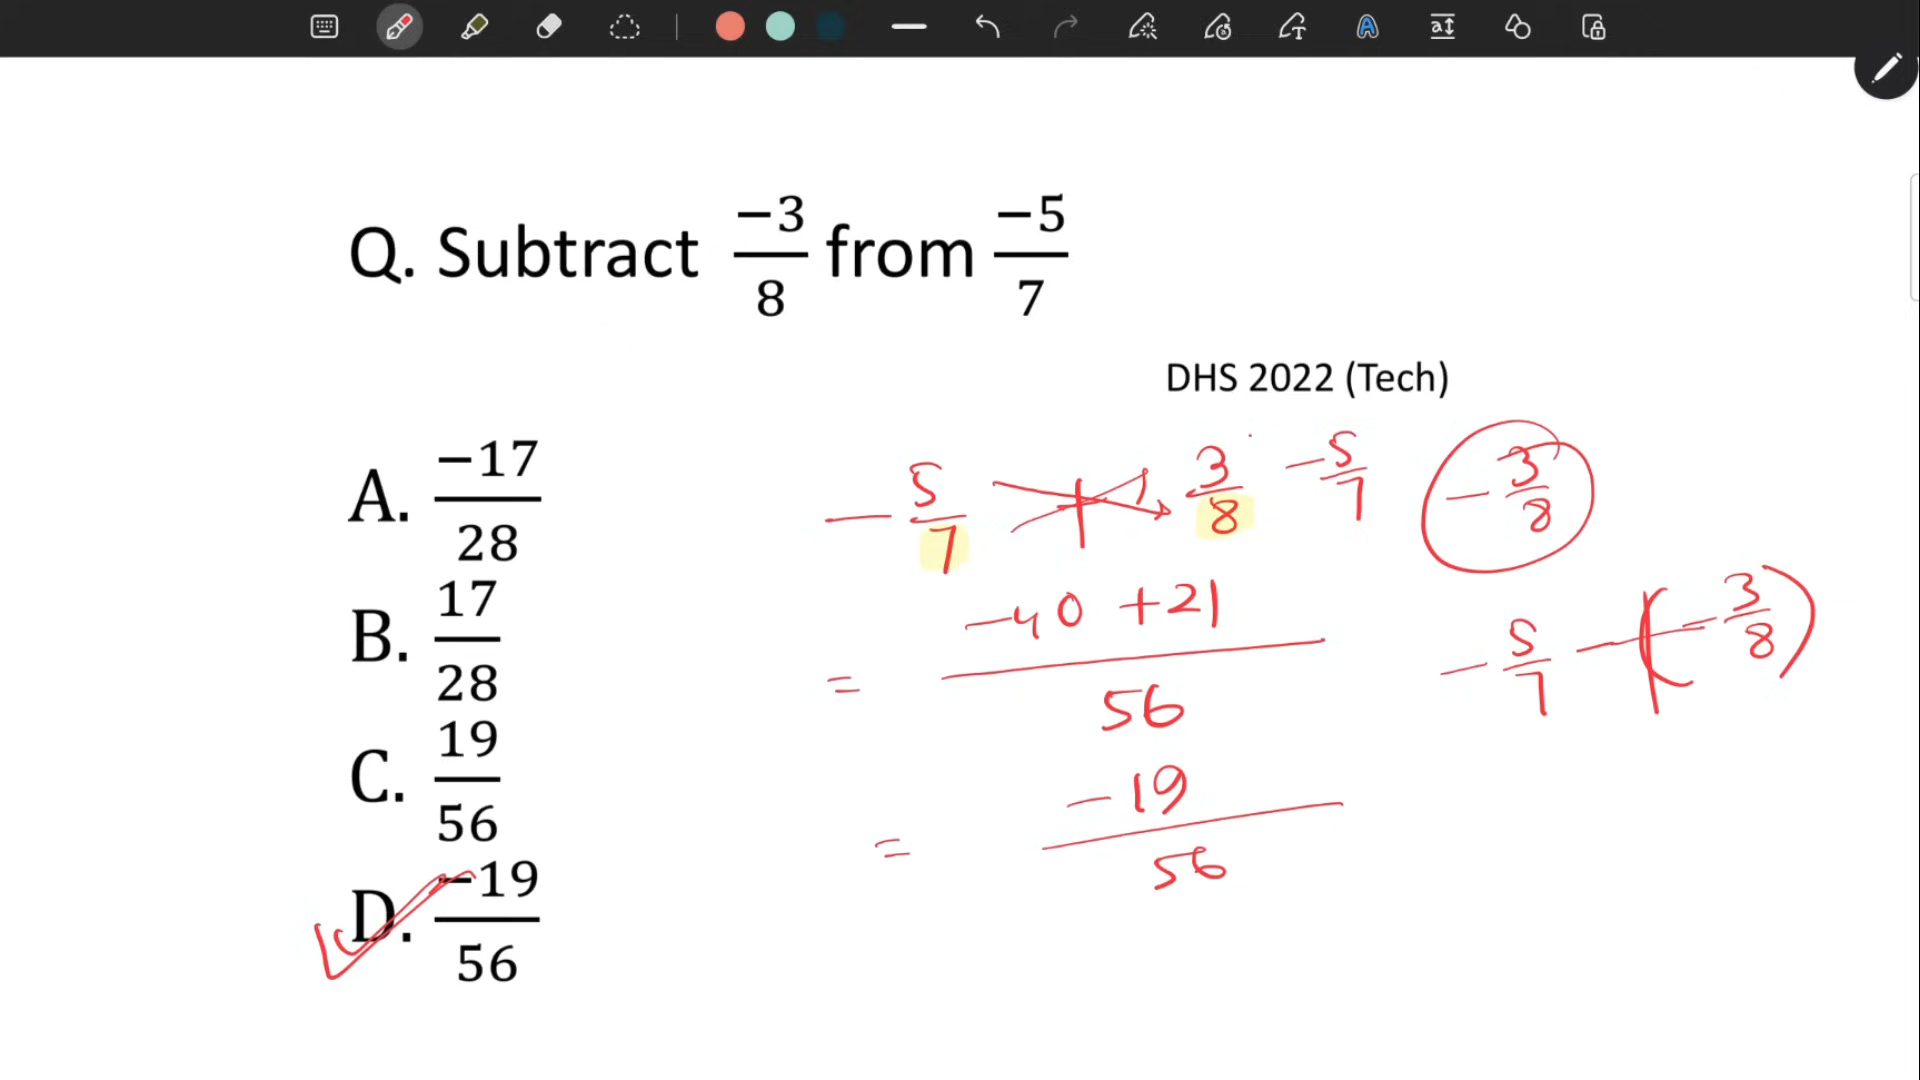 Q. Subtract -3/8 from -5/7
DHS 2022 (Tech)
A. -17/28
B. 17/28
C. 19/56
D. -19/56
- 5/7 + 3/8
- 5/7
- 3/8
= -40 +21 / 56
- 5/7 - (- 3/8)
= -19 / 56